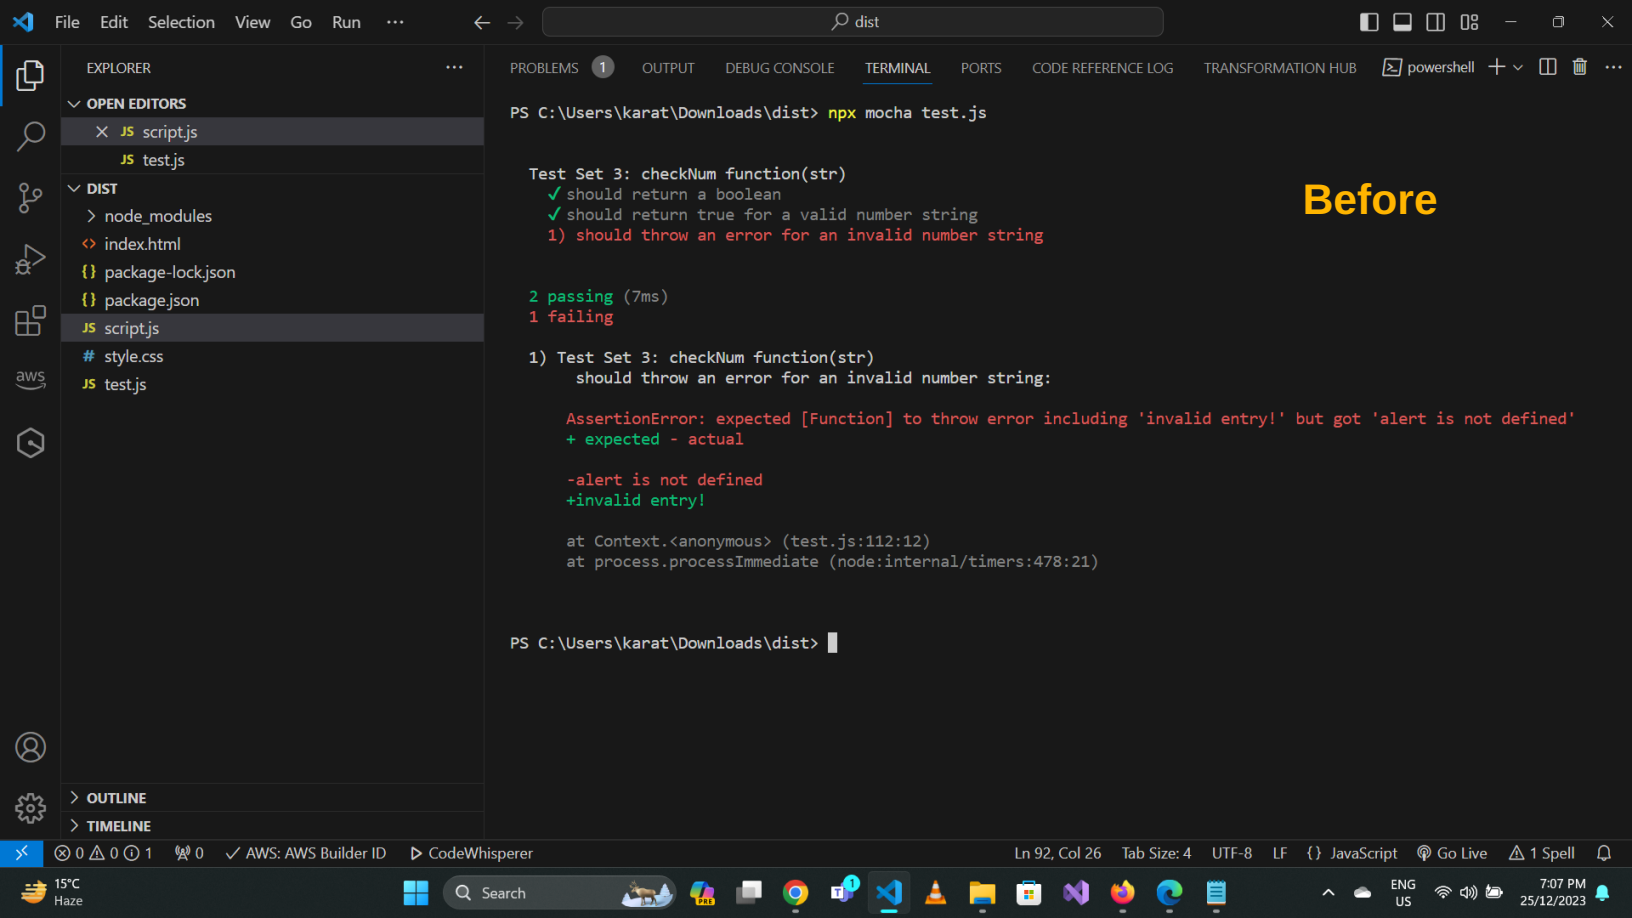 File Edit Selection View Go Run ···
dist
EXPLORER ···
OPEN EDITORS
JS script.js
JS test.js
DIST
node_modules
<> index.html
{} package-lock.json
{} package.json
JS script.js
# style.css
JS test.js
aws
OUTLINE
TIMELINE
PROBLEMS 1 OUTPUT DEBUG CONSOLE TERMINAL PORTS CODE REFERENCE LOG TRANSFORMATION HUB powershell ···
PS C:\Users\karat\Downloads\dist> npx mocha test.js
Before
Test Set 3: checkNum function(str)
✓ should return a boolean
✓ should return true for a valid number string
1) should throw an error for an invalid number string
2 passing (7ms)
1 failing
1) Test Set 3: checkNum function(str)
should throw an error for an invalid number string:
AssertionError: expected [Function] to throw error including 'invalid entry!' but got 'alert is not defined'
+ expected - actual
-alert is not defined
+invalid entry!
at Context.<anonymous> (test.js:112:12)
at process.processImmediate (node:internal/timers:478:21)
PS C:\Users\karat\Downloads\dist>
0 0 1 0 AWS: AWS Builder ID CodeWhisperer Ln 92, Col 26 Tab Size: 4 UTF-8 LF {} JavaScript Go Live 1 Spell
15°C
Haze
Search
PRE
1
ENG
US
7:07 PM
25/12/2023